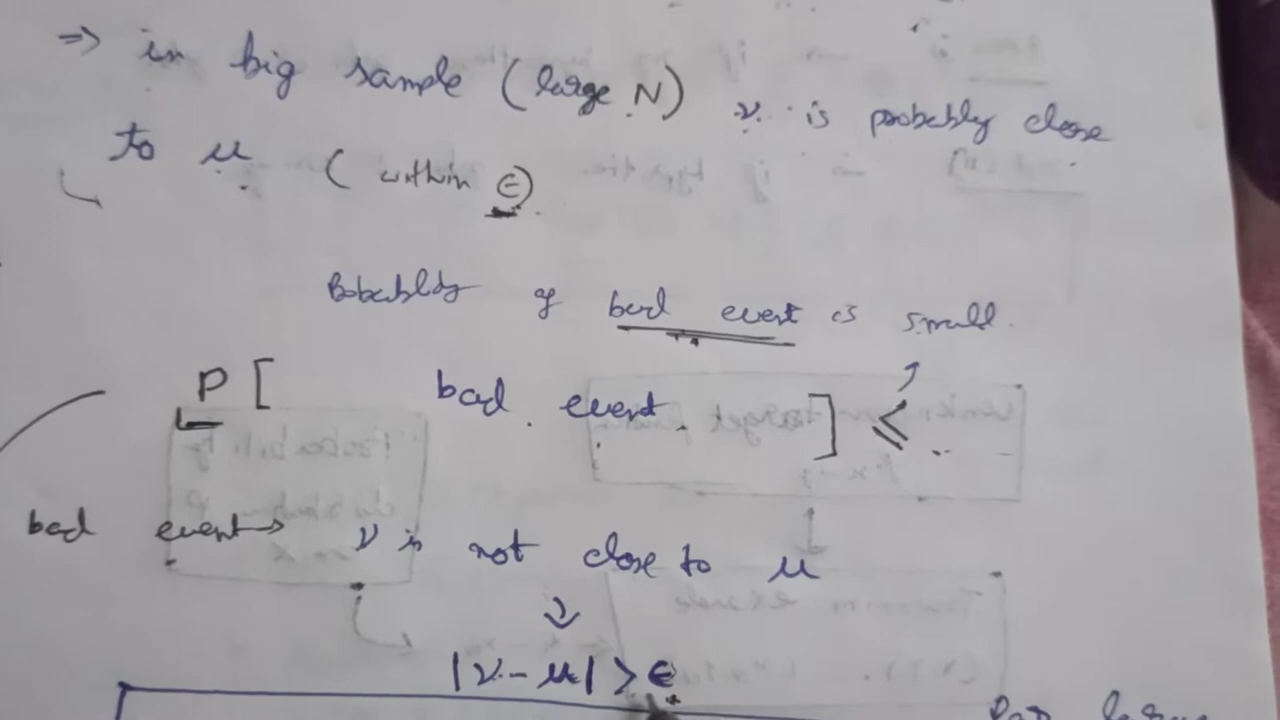 ⇒ in big sample (large N) ν is probably close
to μ (within ϵ).
Probability of bad event is small.
P [ bad event ] ≤ ..
bad event → ν is not close to μ
|ν - μ| > ϵ